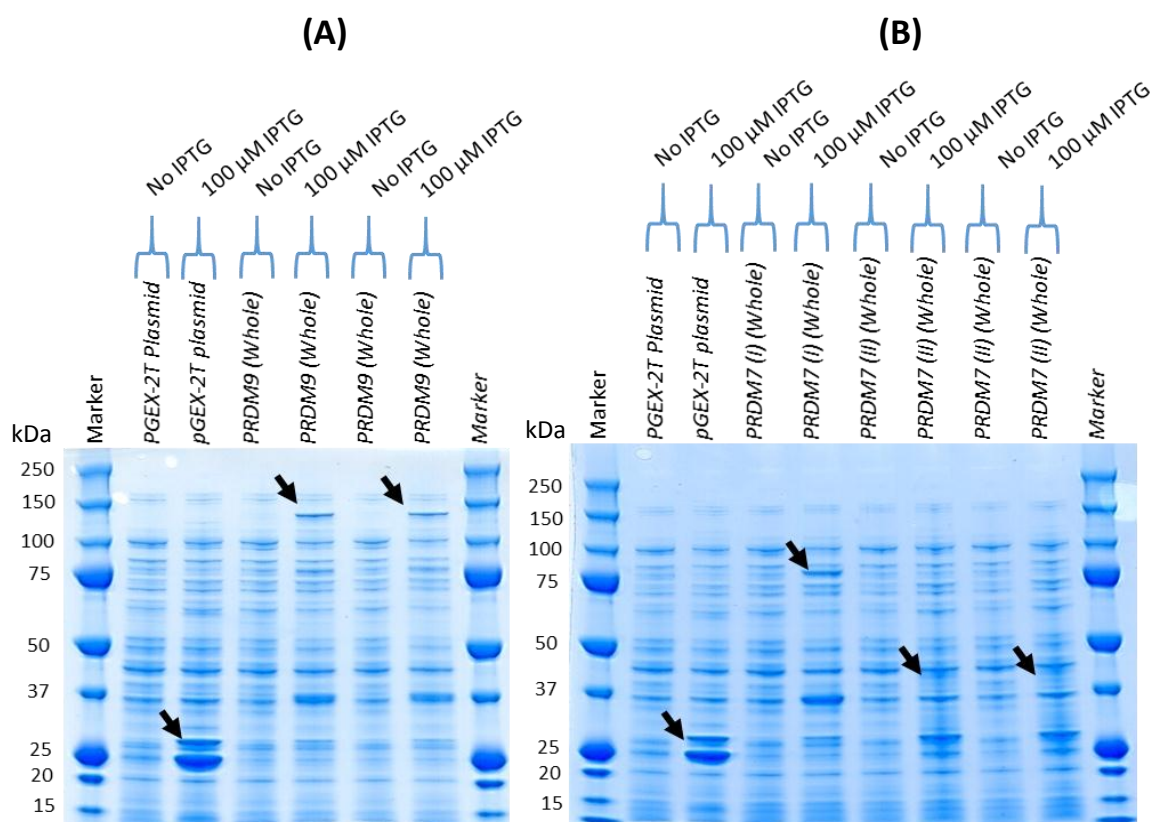 (A)
No IPTG
100 µM IPTG
No IPTG
100 µM IPTG
No IPTG
100 µM IPTG
Marker
PGEX-2T Plasmid
pGEX-2T plasmid
PRDM9 (Whole)
PRDM9 (Whole)
PRDM9 (Whole)
PRDM9 (Whole)
Marker
kDa
250
150
100
75
50
37
25
20
15
(B)
No IPTG
100 µM IPTG
No IPTG
100 µM IPTG
No IPTG
100 µM IPTG
No IPTG
100 µM IPTG
Marker
PGEX-2T Plasmid
pGEX-2T plasmid
PRDM7 (I) (Whole)
PRDM7 (I) (Whole)
PRDM7 (II) (Whole)
PRDM7 (II) (Whole)
PRDM7 (II) (Whole)
PRDM7 (II) (Whole)
Marker
kDa
250
150
100
75
50
37
25
20
15